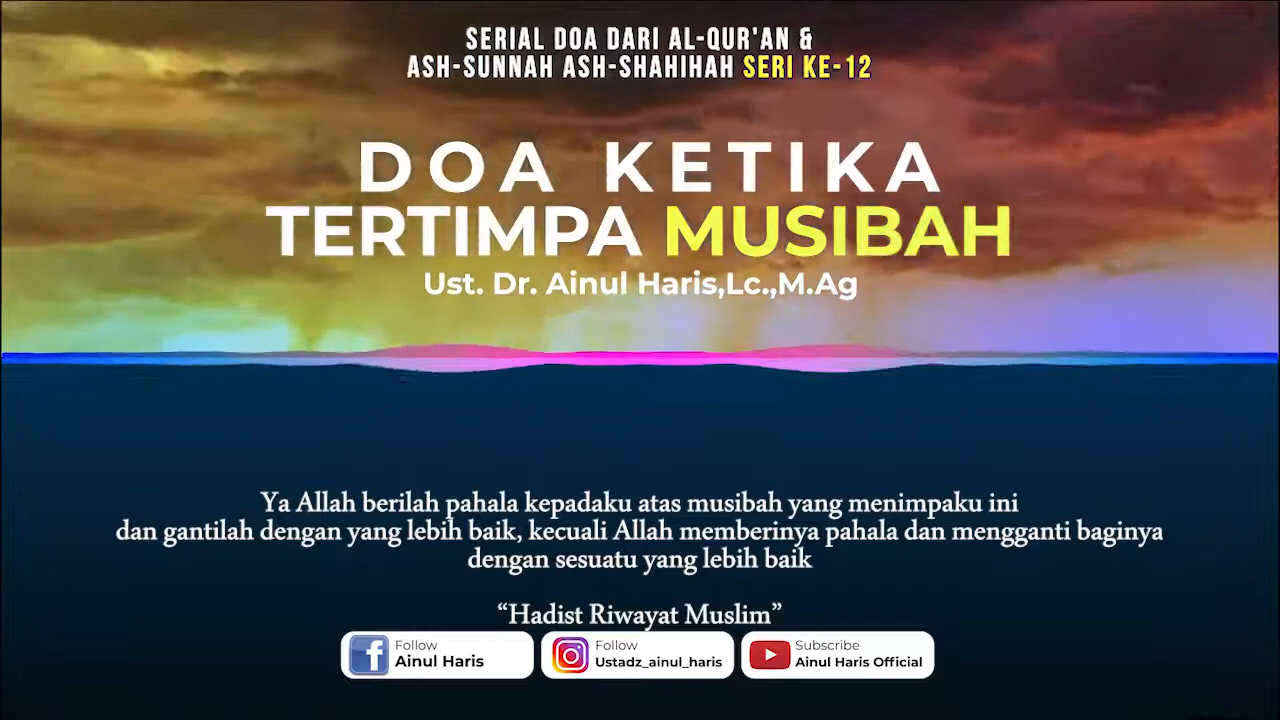 SERIAL DOA DARI AL-QUR'AN &
ASH-SUNNAH ASH-SHAHIHAH SERI KE-12
DOA KETIKA
TERTIMPA MUSIBAH
Ust. Dr. Ainul Haris,Lc.,M.Ag
Ya Allah berilah pahala kepadaku atas musibah yang menimpaku ini
dan gantilah dengan yang lebih baik, kecuali Allah memberinya pahala dan mengganti baginya
dengan sesuatu yang lebih baik
“Hadist Riwayat Muslim”
Follow
Ainul Haris
Follow
Ustadz_ainul_haris
Subscribe
Ainul Haris Official